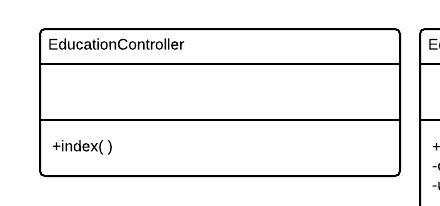 EducationController
+index( )
E
+
-
-